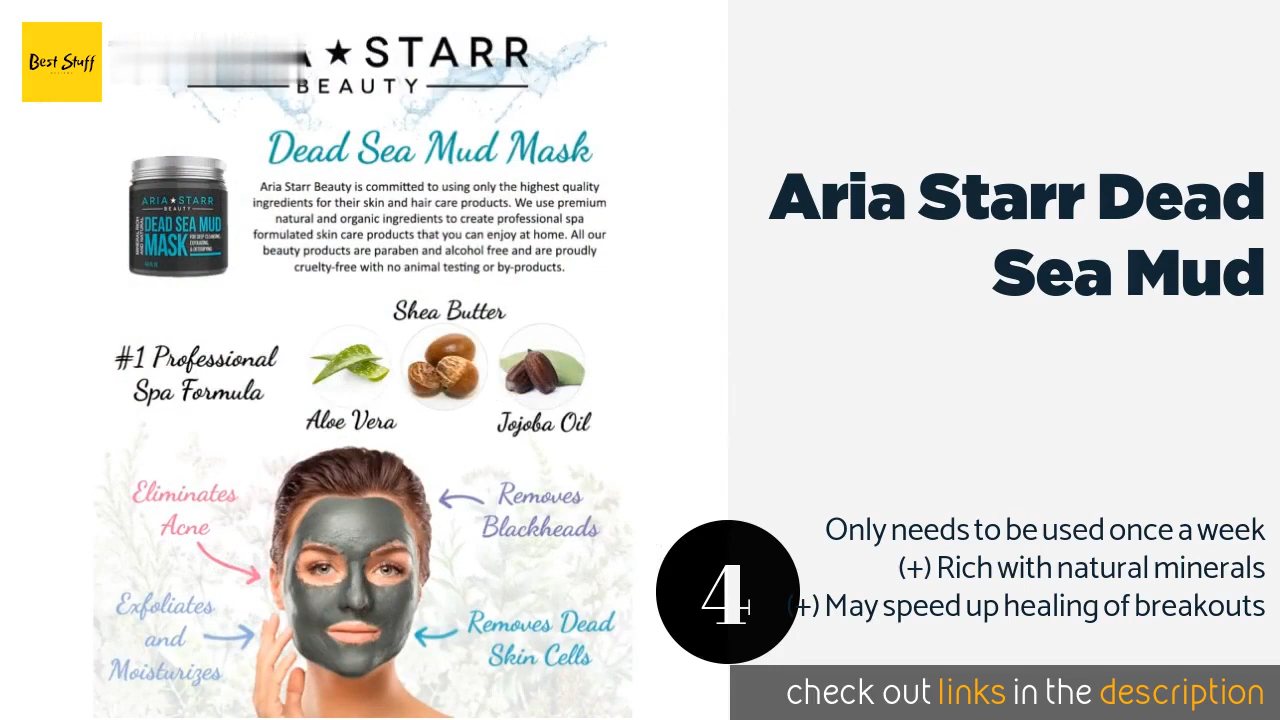 Best Stuff
★STARR
BEAUTY
Dead Sea Mud Mask
Aria Starr Beauty is committed to using only the highest quality
ingredients for their skin and hair care products. We use premium
natural and organic ingredients to create professional spa
formulated skin care products that you can enjoy at home. All our
beauty products are paraben and alcohol free and are proudly
cruelty-free with no animal testing or by-products.
ARIA★STARR
BEAUTY
DEAD SEA MUD
MASK
FOR DEEP CLEANSING,
EXFOLIATING,
& DETOXIFYING
Shea Butter
#1 Professional
Spa Formula
Aloe Vera
Jojoba Oil
Eliminates
Acne
Removes
Blackheads
Exfoliates
and
Moisturizes
Removes Dead
Skin Cells
Aria Starr Dead
Sea Mud
4
Only needs to be used once a week
(+) Rich with natural minerals
(+) May speed up healing of breakouts
check out links in the description